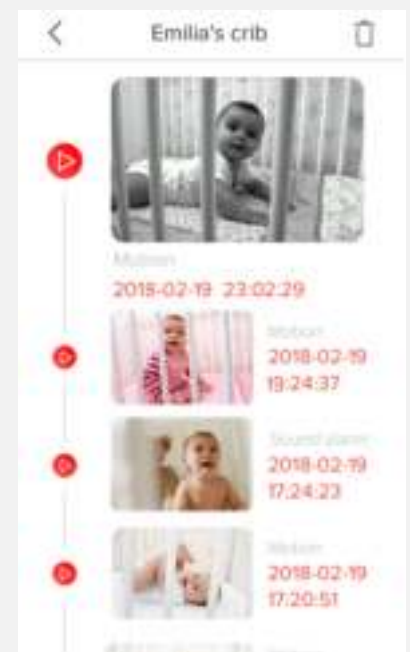 Emilia's crib
Motion
2018-02-19 23:02:29
Motion
2018-02-19
19:24:37
Sound alarm
2018-02-19
17:24:23
Motion
2018-02-19
17:20:51